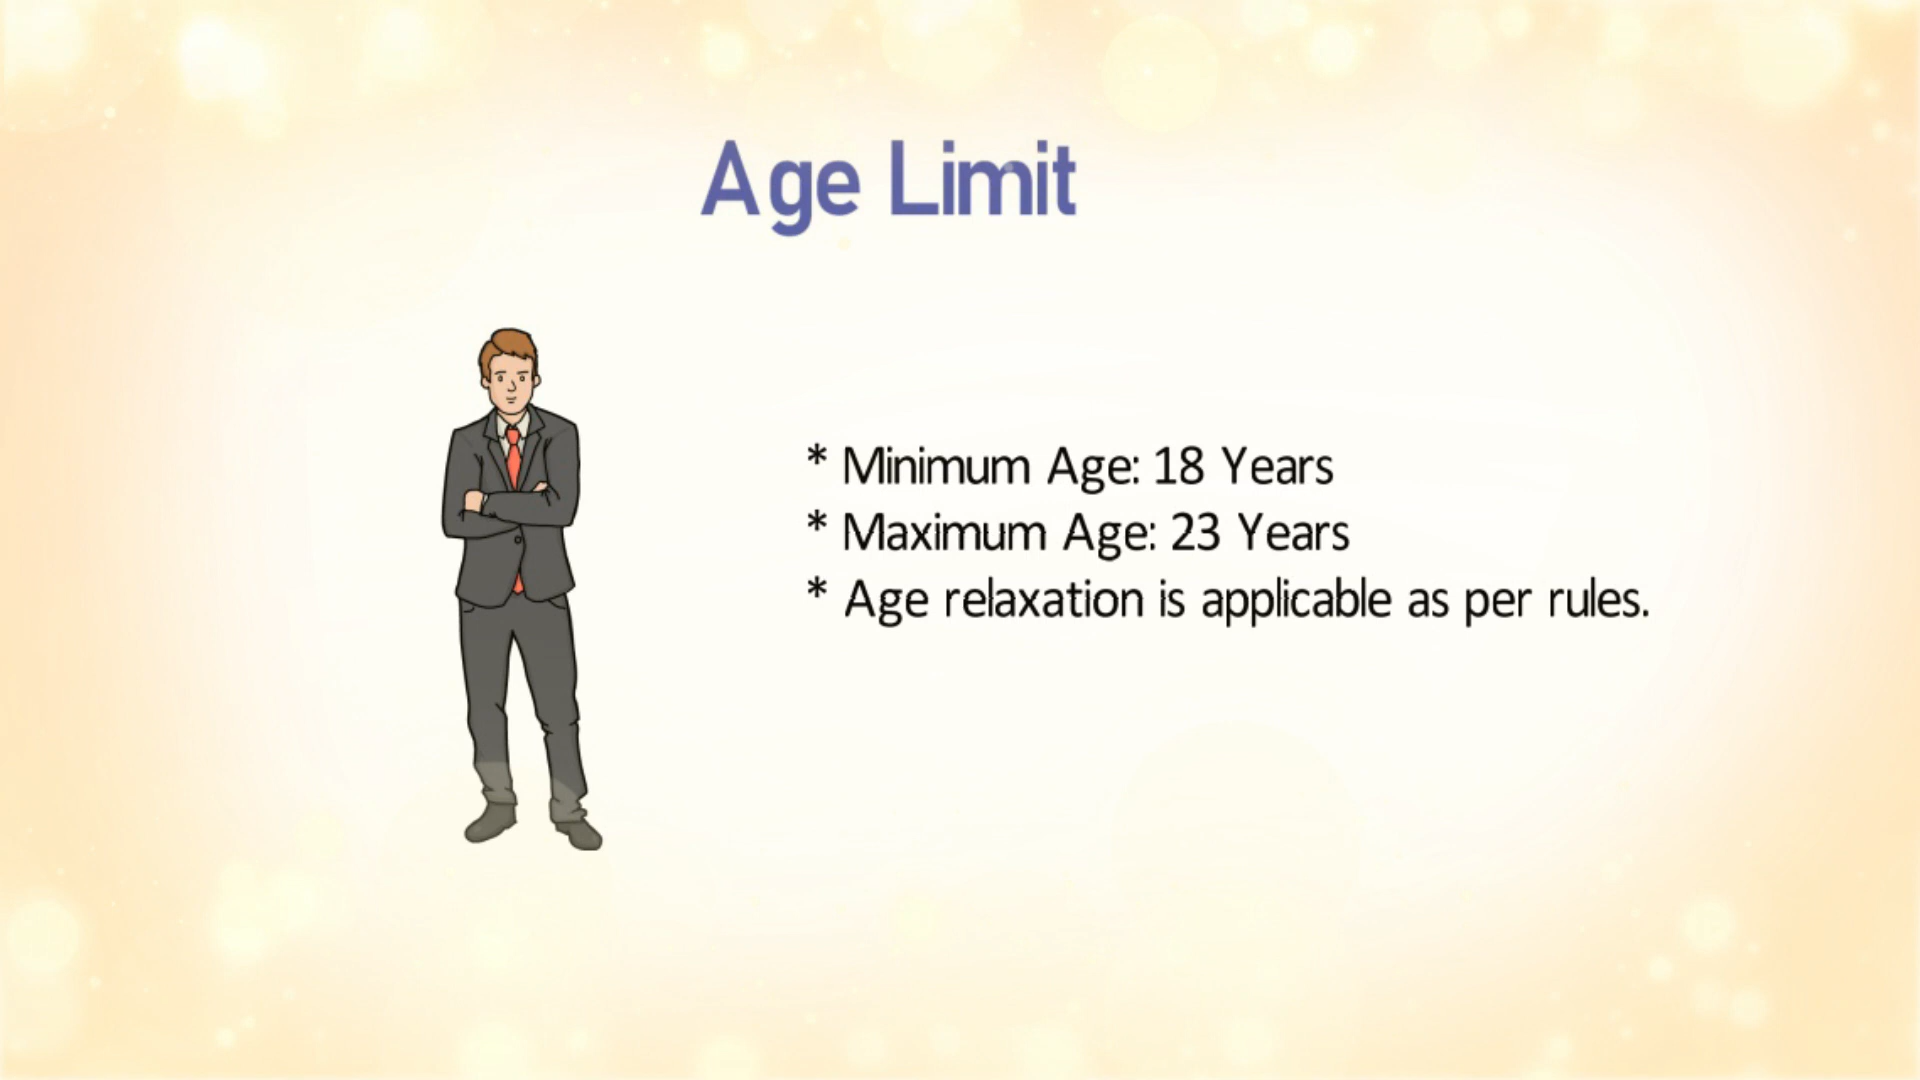 Age Limit
* Minimum Age: 18 Years
* Maximum Age: 23 Years
* Age relaxation is applicable as per rules.